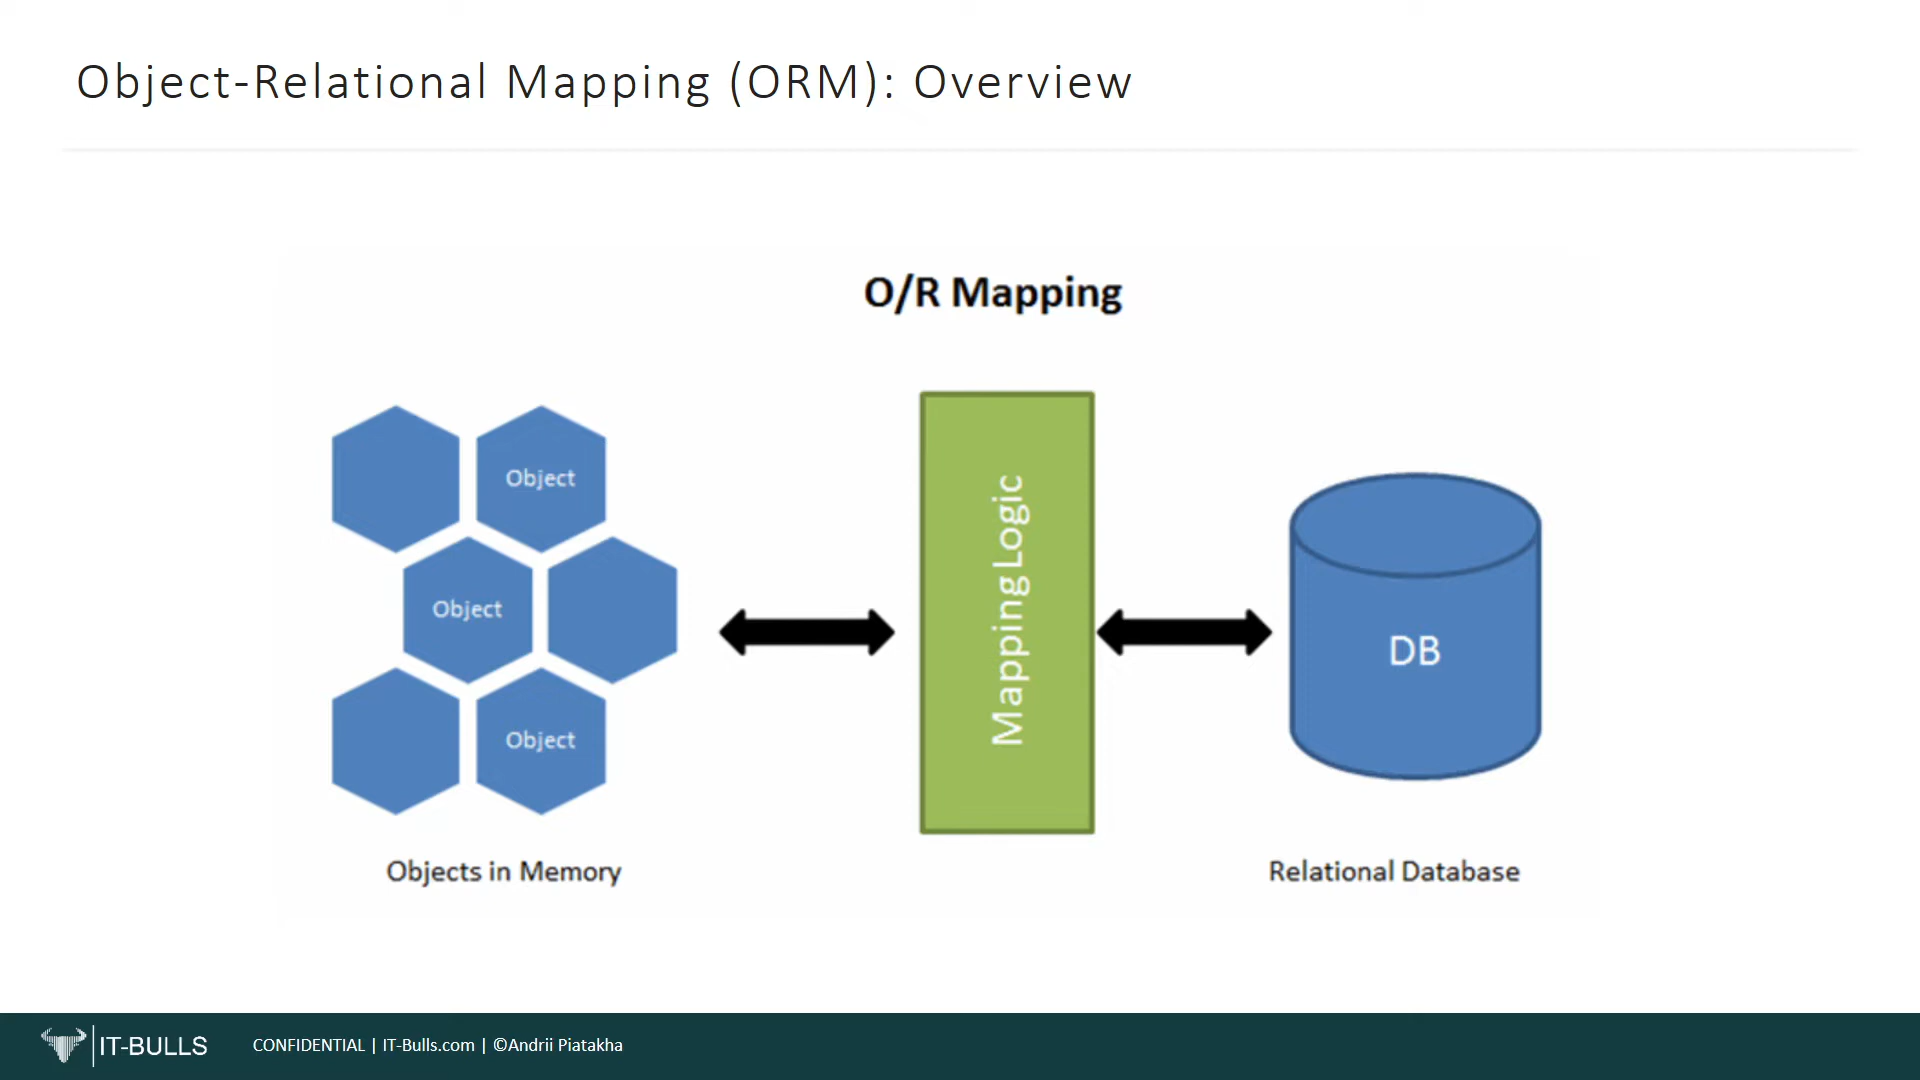 Object-Relational Mapping (ORM): Overview
O/R Mapping
Object
Object
Object
Mapping Logic
DB
Objects in Memory
Relational Database
IT-BULLS
CONFIDENTIAL | IT-Bulls.com | ©Andrii Piatakha